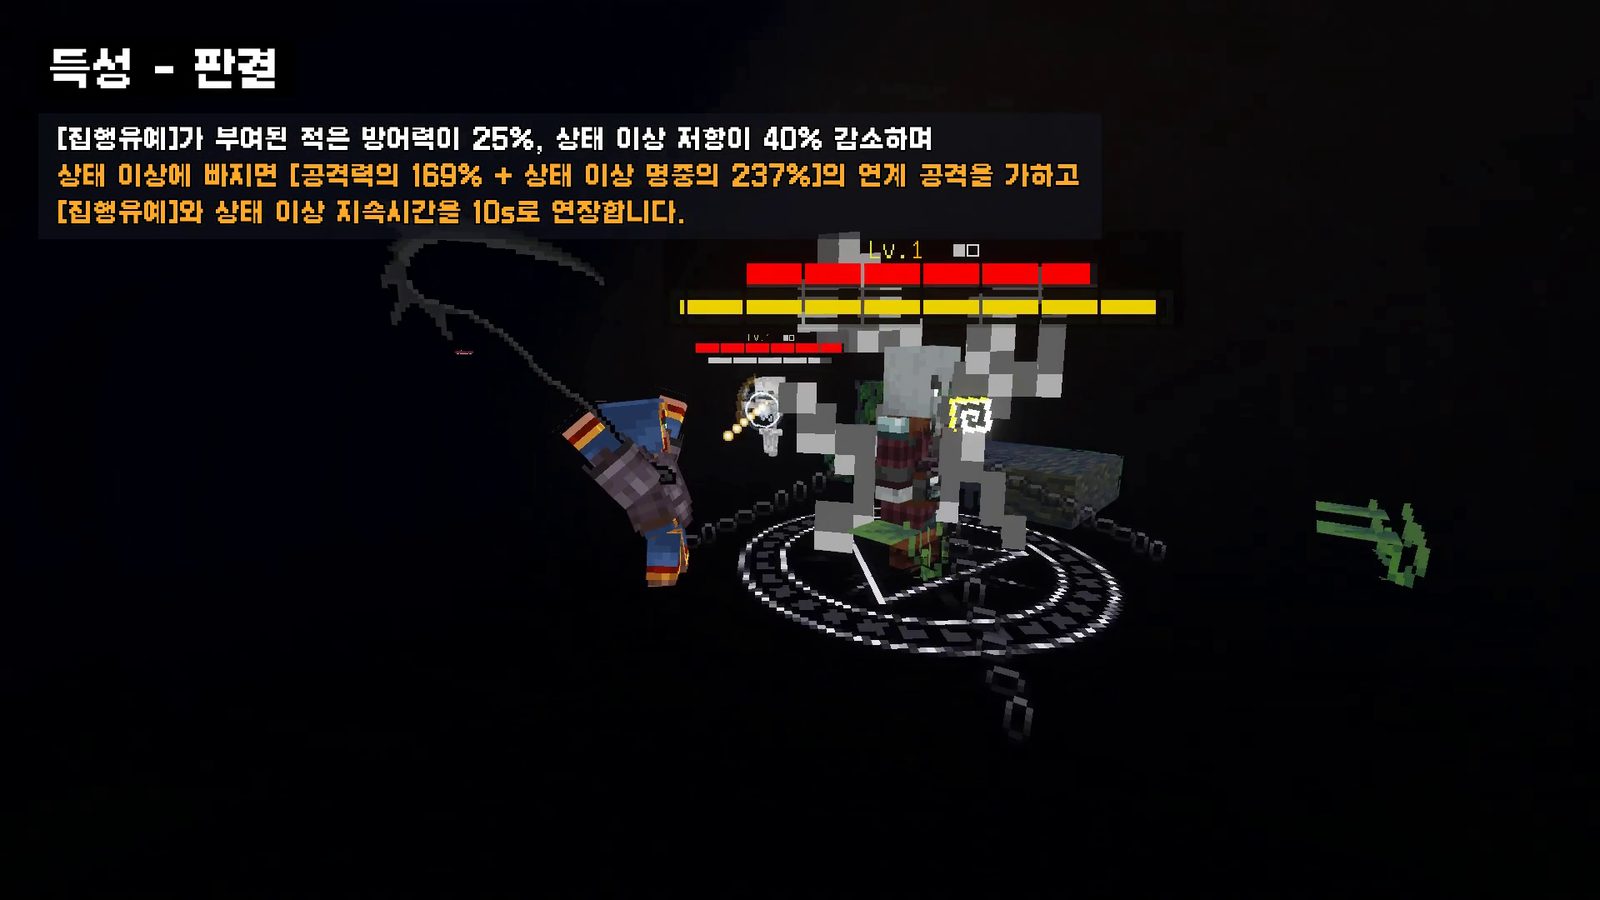 득성 - 판결
[집행유예]가 부여된 적은 방어력이 25%, 상태 이상 저항이 40% 감소하며
상태 이상에 빠지면 [공격력의 169% + 상태 이상 명중의 237%]의 연계 공격을 가하고
[집행유예]와 상태 이상 지속시간을 10s로 연장합니다.
Lv.1
Lv.1